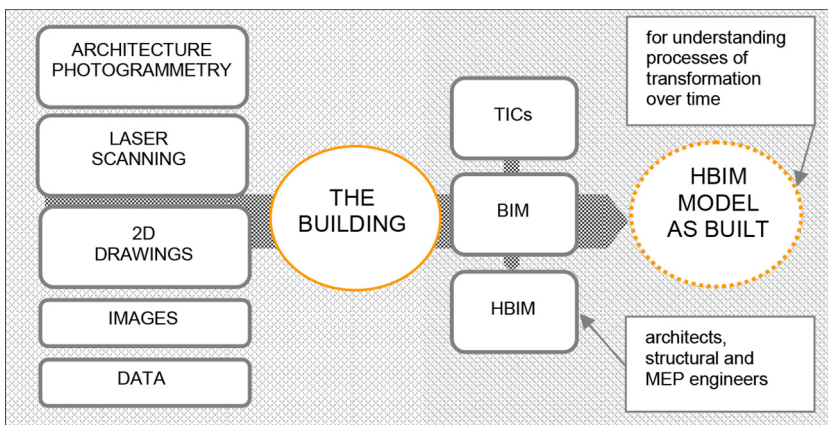 ARCHITECTURE
PHOTOGRAMMETRY
LASER
SCANNING
2D
DRAWINGS
IMAGES
DATA
THE
BUILDING
TICs
BIM
HBIM
for understanding
processes of
transformation
over time
HBIM
MODEL
AS BUILT
architects,
structural and
MEP engineers